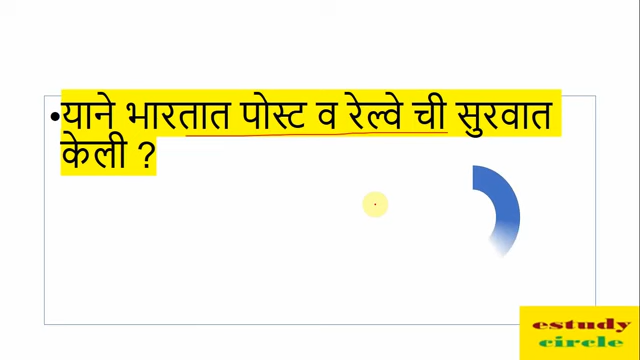 •याने भारतात पोस्ट व रेल्वे ची सुरवात
केली ?
estudy
circle